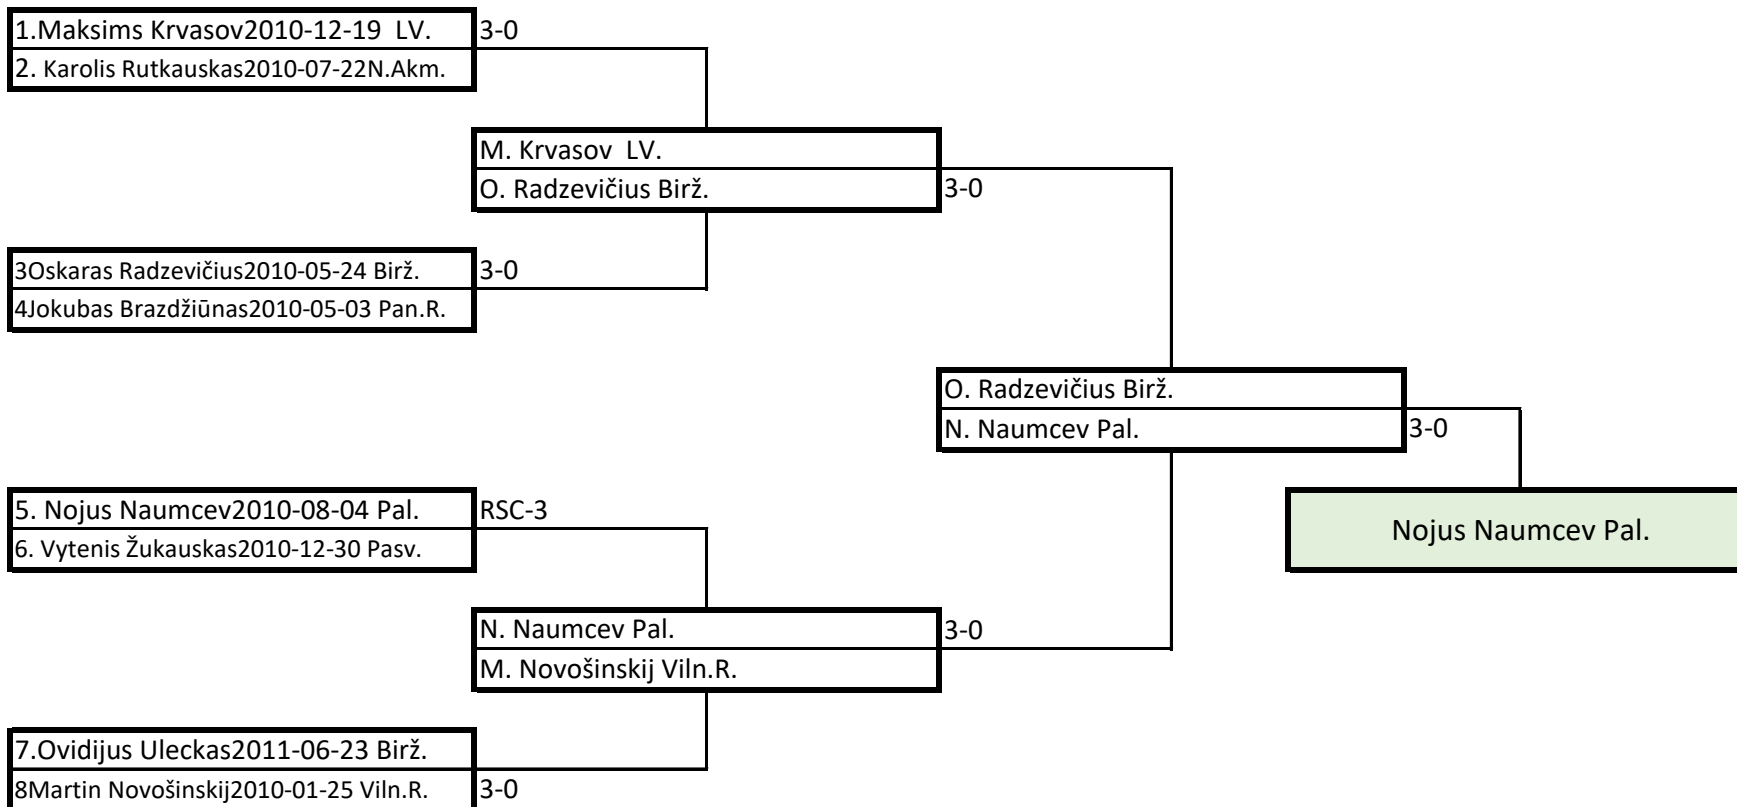 1.Maksims Krvasov2010-12-19  LV. 3-0
2. Karolis Rutkauskas2010-07-22N.Akm.
M. Krvasov  LV.
O. Radzevičius Birž. 3-0
3Oskaras Radzevičius2010-05-24 Birž. 3-0
4Jokubas Brazdžiūnas2010-05-03 Pan.R.
O. Radzevičius Birž.
N. Naumcev Pal. 3-0
5. Nojus Naumcev2010-08-04 Pal. RSC-3
Nojus Naumcev Pal.
6. Vytenis Žukauskas2010-12-30 Pasv.
N. Naumcev Pal. 3-0
M. Novošinskij Viln.R.
7.Ovidijus Uleckas2011-06-23 Birž.
8Martin Novošinskij2010-01-25 Viln.R. 3-0